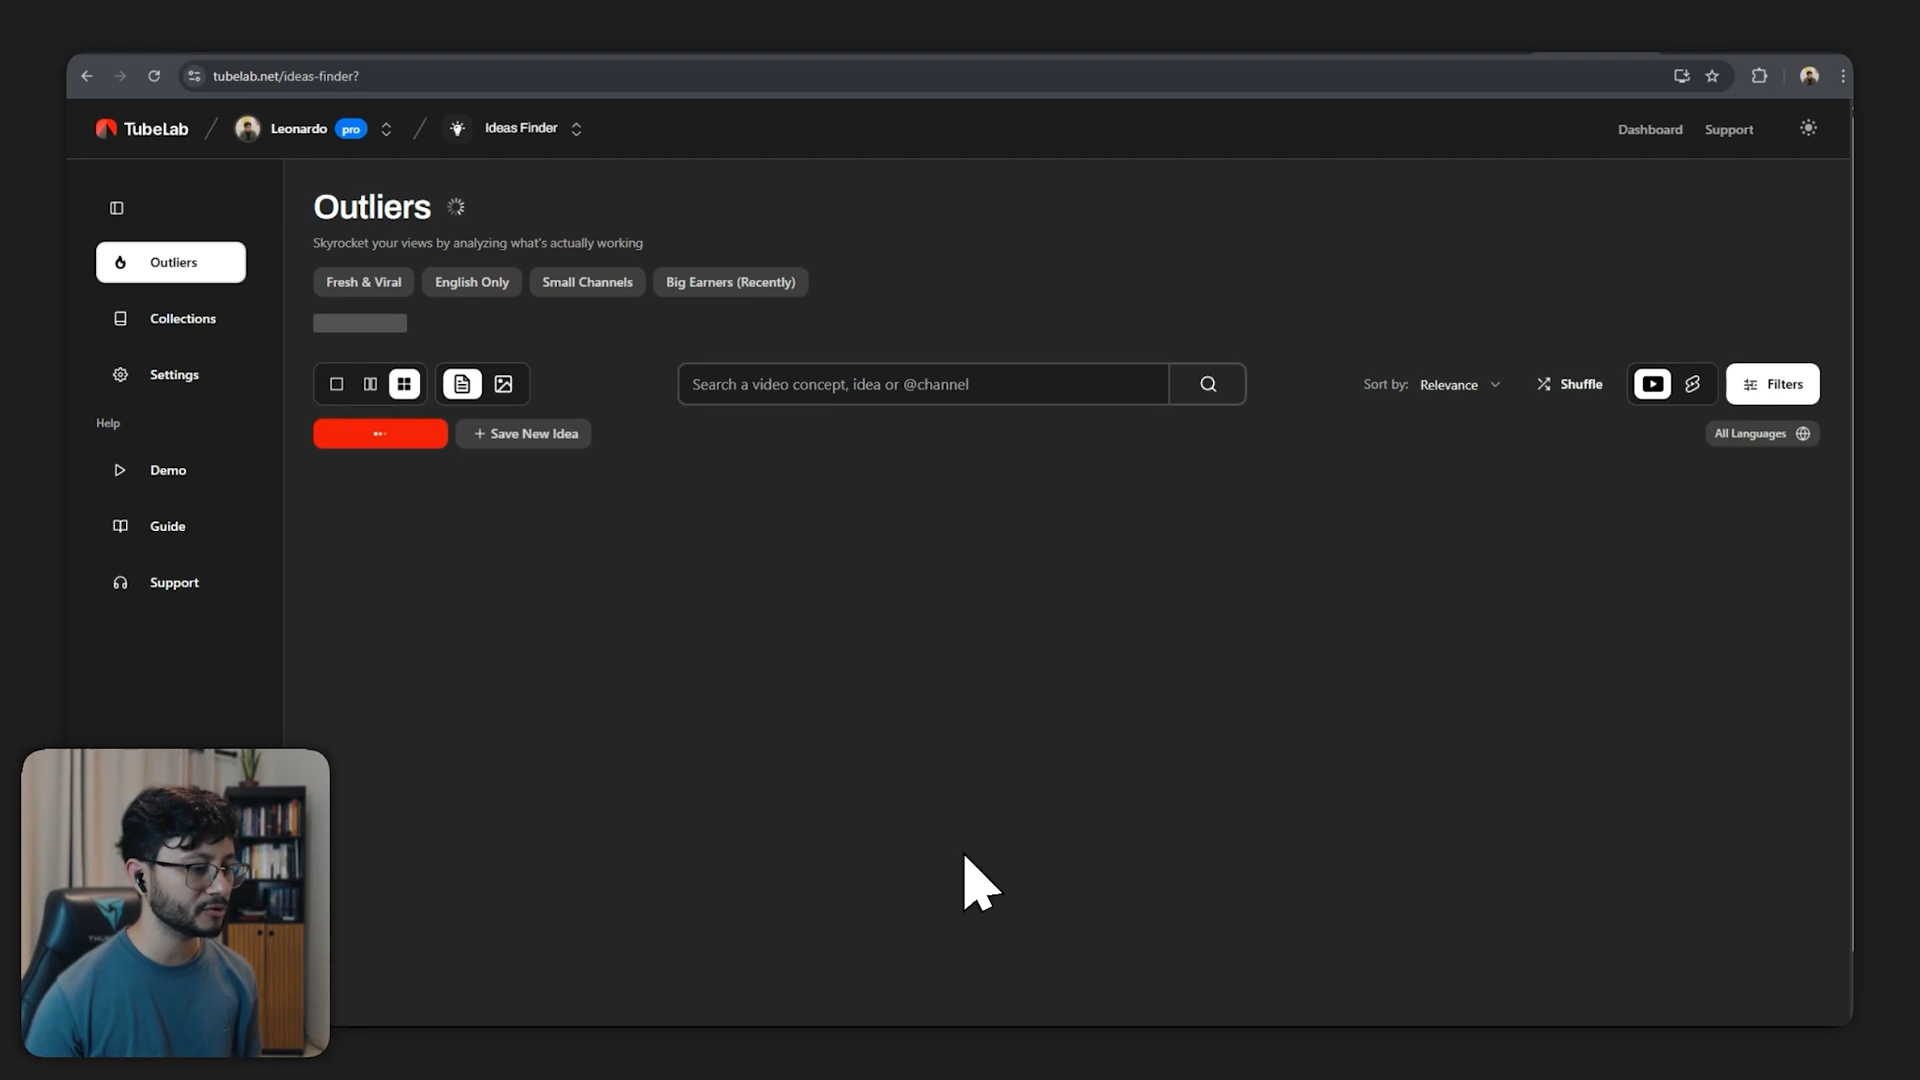 tubelab.net/ideas-finder?
TubeLab / Leonardo pro / Ideas Finder
Dashboard Support
Outliers
Collections
Settings
Help
Demo
Guide
Support
Outliers
Skyrocket your views by analyzing what's actually working
Fresh & Viral English Only Small Channels Big Earners (Recently)
Search a video concept, idea or @channel
Sort by: Relevance Shuffle Filters
+ Save New Idea
All Languages